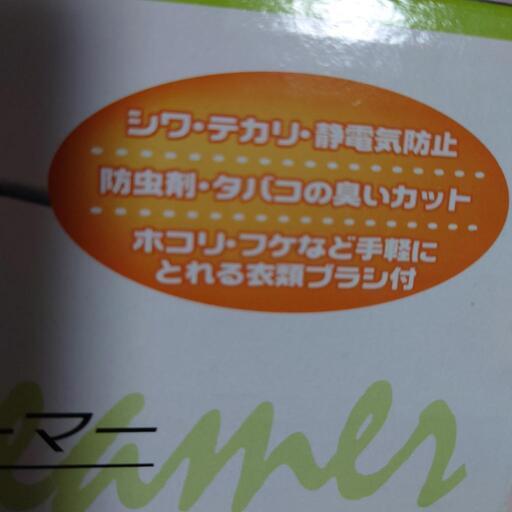 シワ・テカリ・静電気防止
防虫剤・タバコの臭いカット
ホコリ・フケなど手軽に
とれる衣類ブラシ付
ーマー
eamer